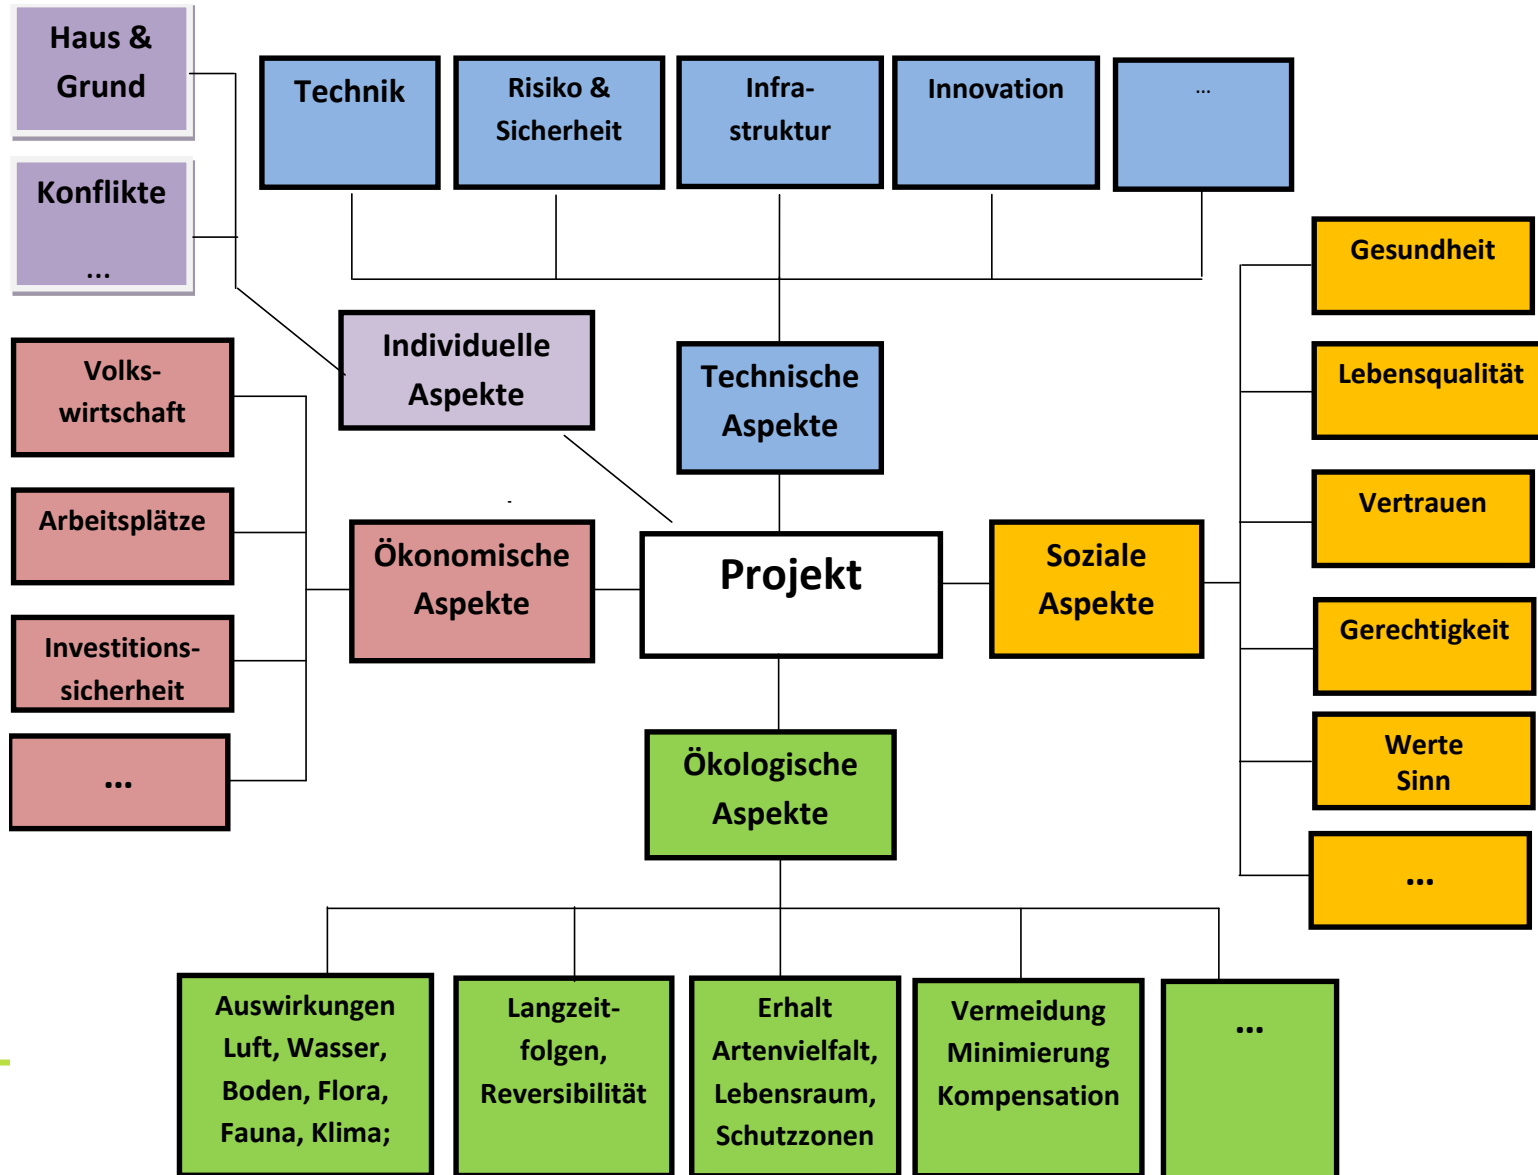 Haus &
Grund
Konflikte
...
Technik
Risiko &
Sicherheit
Infra-
struktur
Innovation
...
Individuelle
Aspekte
Technische
Aspekte
Volks-
wirtschaft
Arbeitsplätze
Investitions-
sicherheit
...
Ökonomische
Aspekte
-
Projekt
Soziale
Aspekte
Gesundheit
Lebensqualität
Vertrauen
Gerechtigkeit
Werte
Sinn
...
Ökologische
Aspekte
Auswirkungen
Luft, Wasser,
Boden, Flora,
Fauna, Klima;
Langzeit-
folgen,
Reversibilität
Erhalt
Artenvielfalt,
Lebensraum,
Schutzzonen
Vermeidung
Minimierung
Kompensation
...